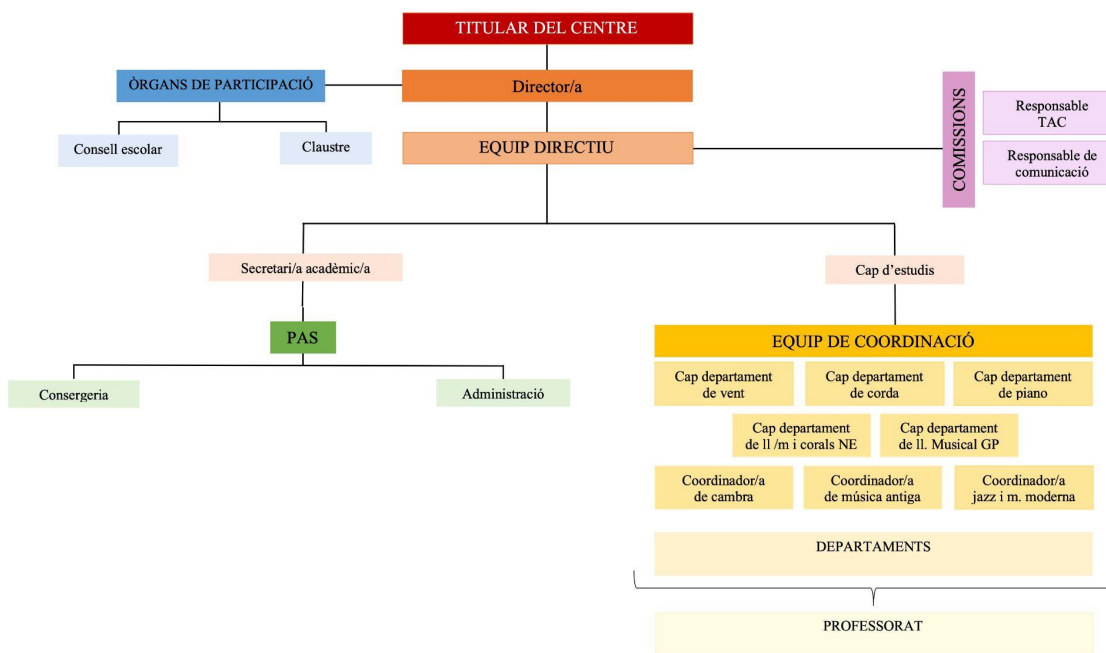 TITULAR DEL CENTRE
ÒRGANS DE PARTICIPACIÓ
Director/a
Consell escolar
Claustre
EQUIP DIRECTIU
COMISSIONS
Responsable
TAC
Responsable de
comunicació
Secretari/a acadèmic/a
Cap d’estudis
PAS
Consergeria
Administració
EQUIP DE COORDINACIÓ
Cap departament
de vent
Cap departament
de corda
Cap departament
de piano
Cap departament
de ll /m i corals NE
Cap departament
de ll. Musical GP
Coordinador/a
de cambra
Coordinador/a
de música antiga
Coordinador/a
jazz i m. moderna
DEPARTAMENTS
PROFESSORAT